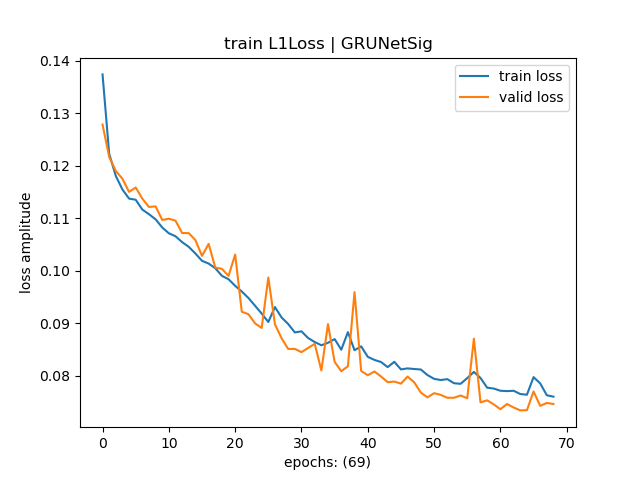 train L1Loss | GRUNetSig
train loss
valid loss
loss amplitude
0.14
0.13
0.12
0.11
0.10
0.09
0.08
0 10 20 30 40 50 60 70
epochs: (69)